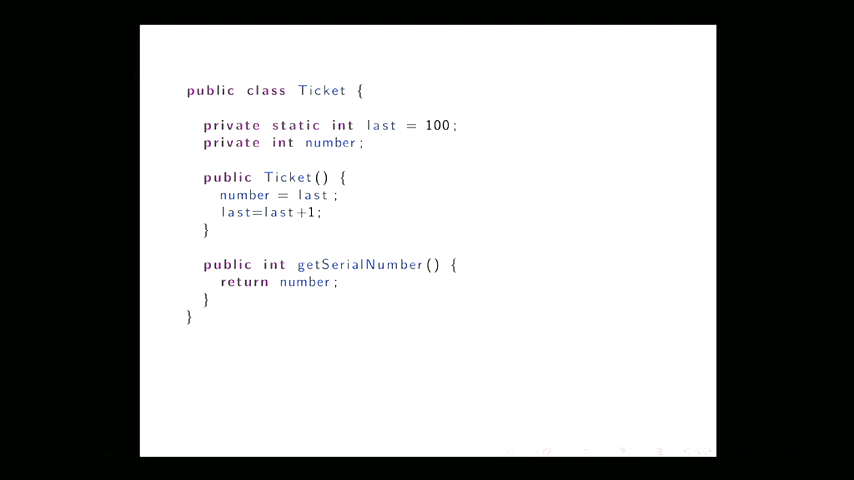 public class Ticket {
private static int last = 100;
private int number;
public Ticket() {
number = last;
last=last+1;
}
public int getSerialNumber() {
return number;
}
}